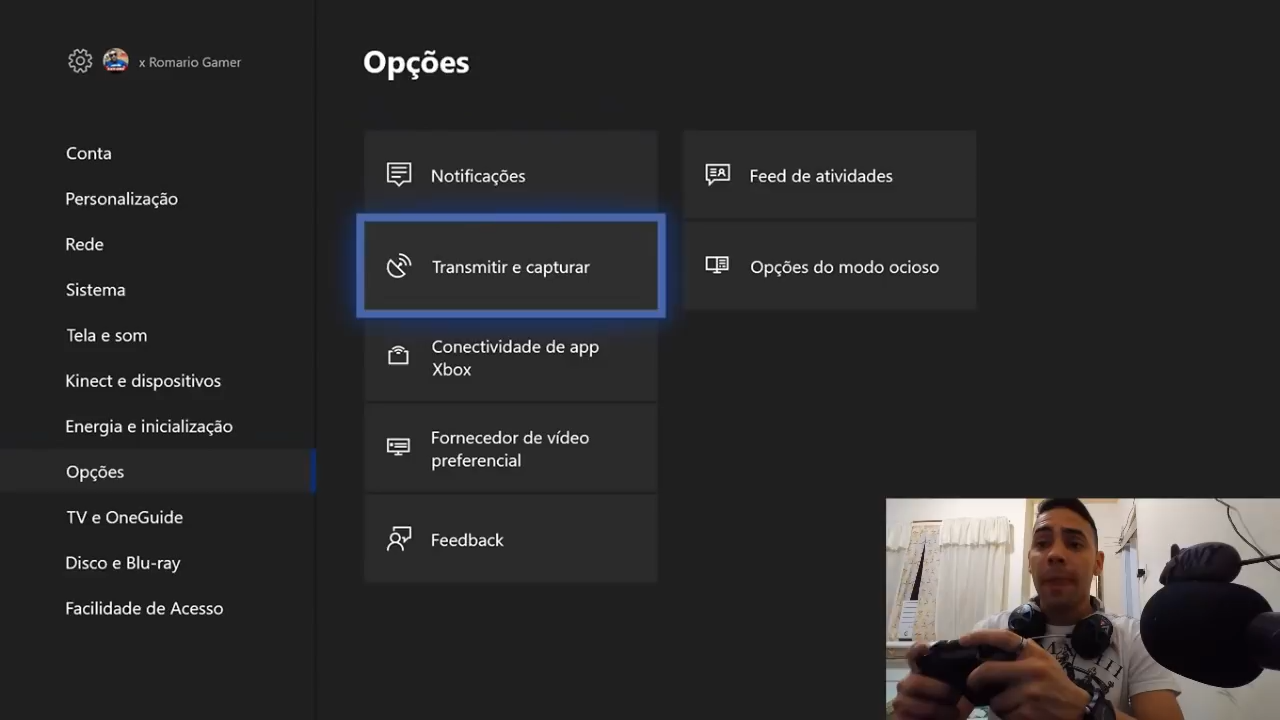 x Romario Gamer
Opções
Conta
Personalização
Rede
Sistema
Tela e som
Kinect e dispositivos
Energia e inicialização
Opções
TV e OneGuide
Disco e Blu-ray
Facilidade de Acesso
Notificações
Transmitir e capturar
Conectividade de app
Xbox
Fornecedor de vídeo
preferencial
Feedback
Feed de atividades
Opções do modo ocioso